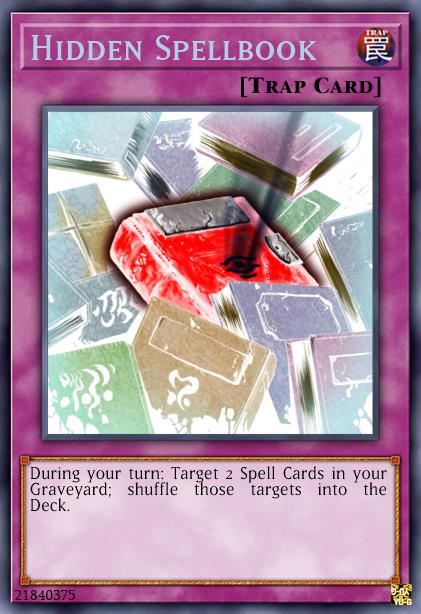 Hidden Spellbook
TRAP
罠
[Trap Card]
During your turn: Target 2 Spell Cards in your
Graveyard; shuffle those targets into the
Deck.
21840375